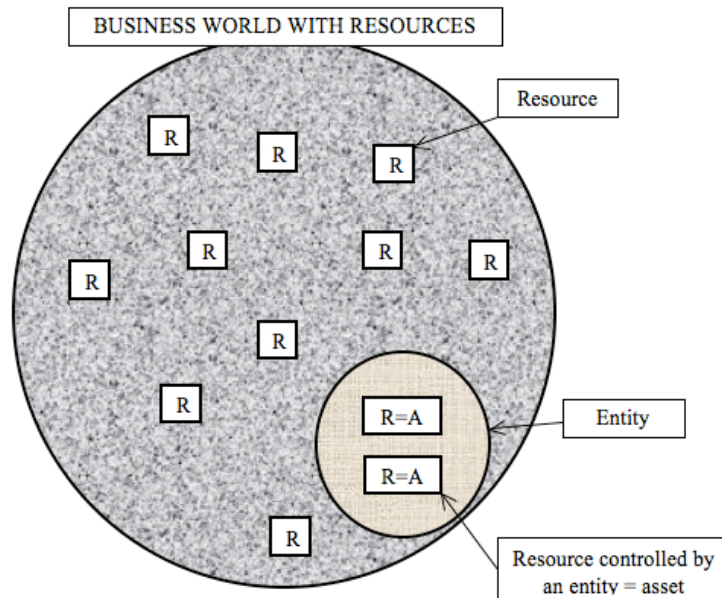 BUSINESS WORLD WITH RESOURCES
Resource
R
R
R
R
R
R
R
R
R
R=A
Entity
R=A
R
Resource controlled by
an entity = asset